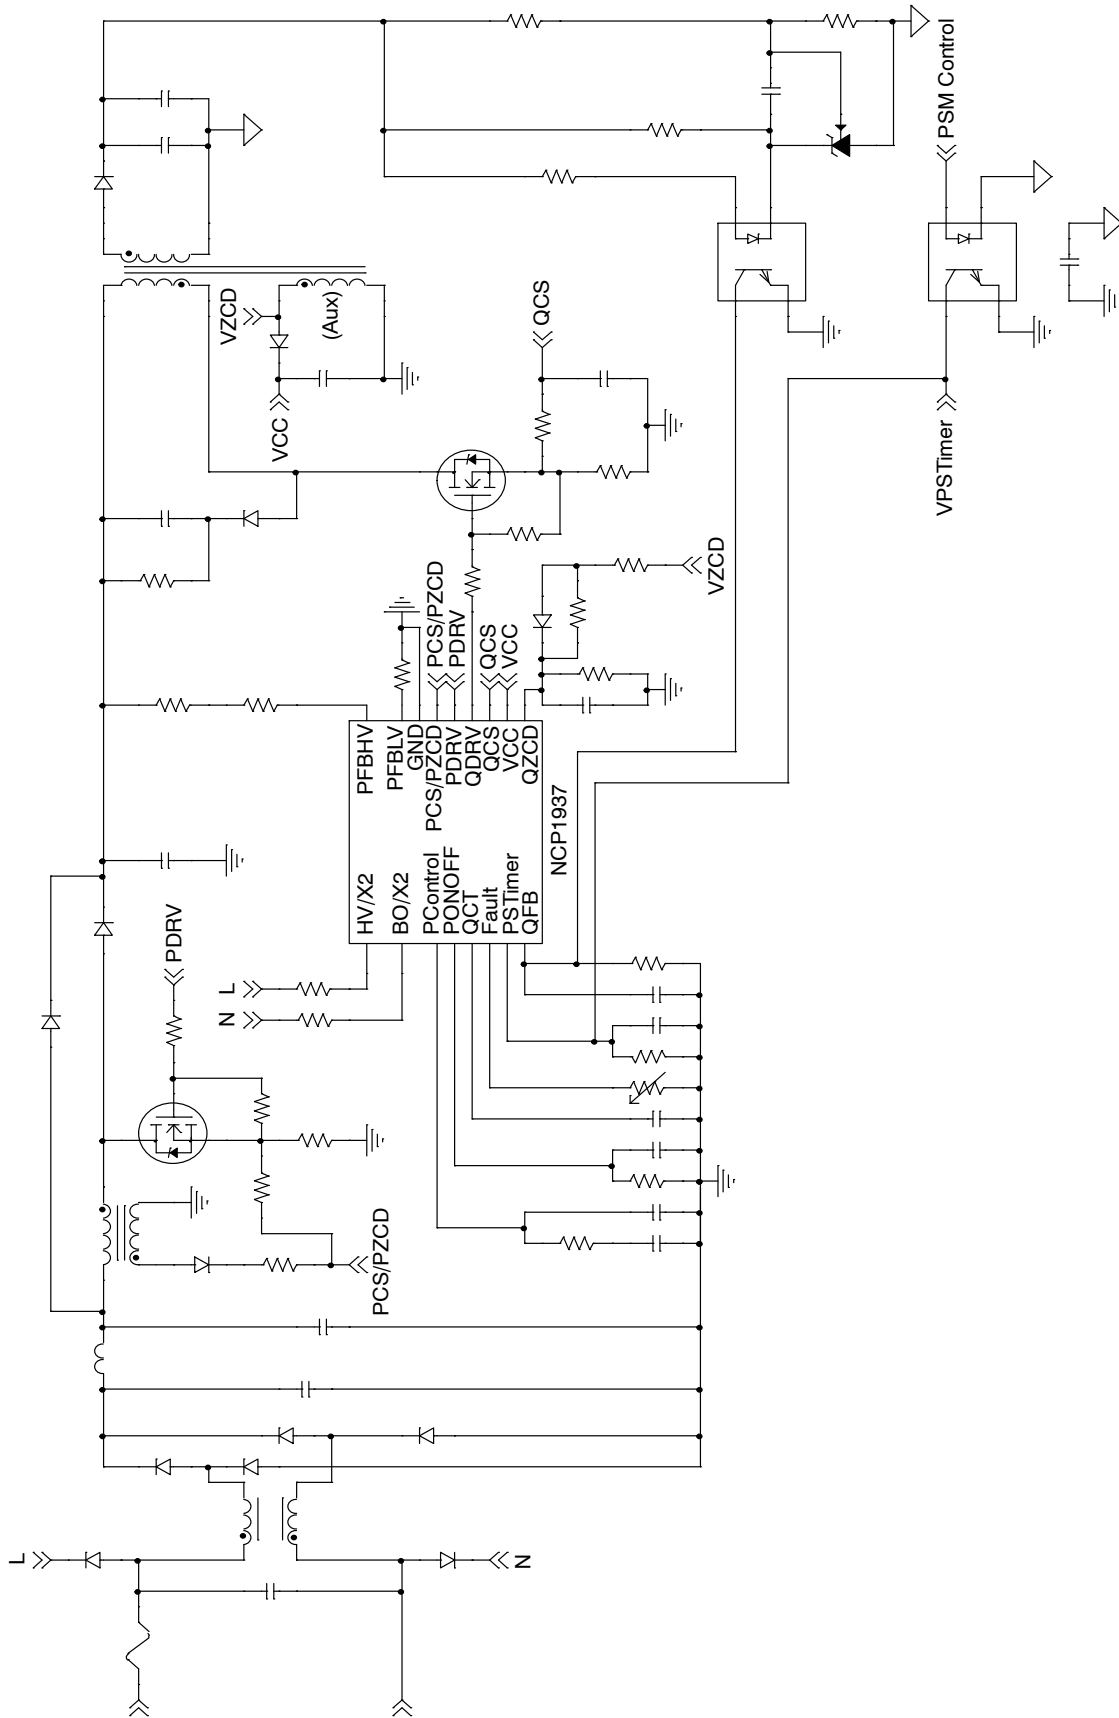 L
N
PCS/PZCD
PDRV
L
N
HV/X2
BO/X2
PControl
PONOFF
QCT
Fault
PSTimer
QFB
PFBHV
PFBLV
GND
PCS/PZCD
PDRV
QDRV
QCS
VCC
QZCD
NCP1937
PCS/PZCD
PDRV
QCS
VCC
VZCD
VCC
VZCD
(Aux)
QCS
VPSTimer
PSM Control